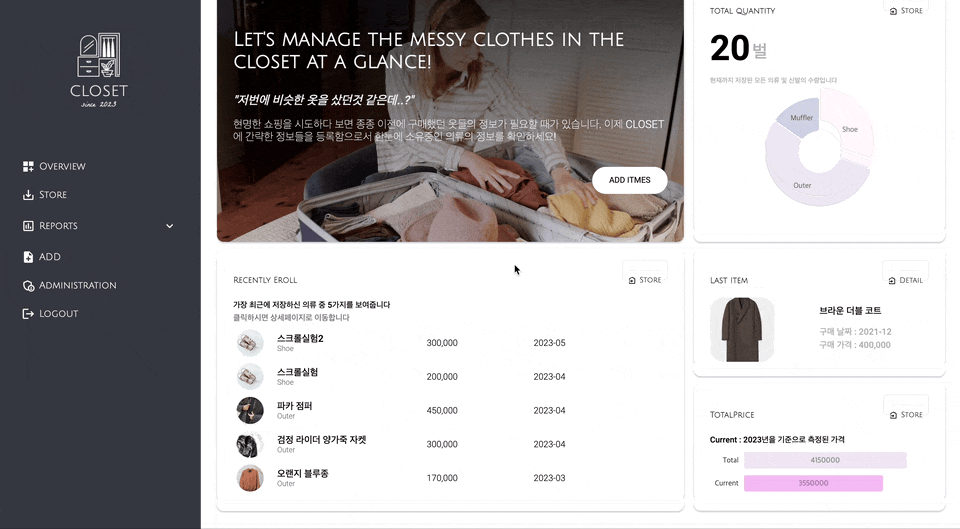 CLOSET
since 2023
OVERVIEW
STORE
REPORTS
ADD
ADMINISTRATION
LOGOUT
LET'S MANAGE THE MESSY CLOTHES IN THE
CLOSET AT A GLANCE!
"저번에 비슷한 옷을 샀던것 같은데..?"
현명한 쇼핑을 시도하다 보면 종종 이전에 구매했던 옷들의 정보가 필요할 때가 있습니다. 이제 CLOSET
에 간략한 정보들을 등록함으로서 한눈에 소유중인 의류의 정보를 확인하세요!
ADD ITMES
TOTAL QUANTITY
STORE
20벌
현재까지 저장된 모든 의류 및 신발의 수량입니다
Muffler
Shoe
Outer
RECENTLY EROLL
STORE
가장 최근에 저장하신 의류 중 5가지를 보여줍니다
클릭하시면 상세페이지로 이동합니다
스크롤실험2
Shoe
300,000
2023-05
스크롤실험
Shoe
200,000
2023-04
파카 점퍼
Outer
450,000
2023-04
검정 라이더 양가죽 자켓
Outer
300,000
2023-04
오랜지 블루종
Outer
170,000
2023-03
LAST ITEM
DETAIL
브라운 더블 코트
구매 날짜 : 2021-12
구매 가격 : 400,000
TOTALPRICE
STORE
Current : 2023년을 기준으로 측정된 가격
Total
4150000
Current
3550000